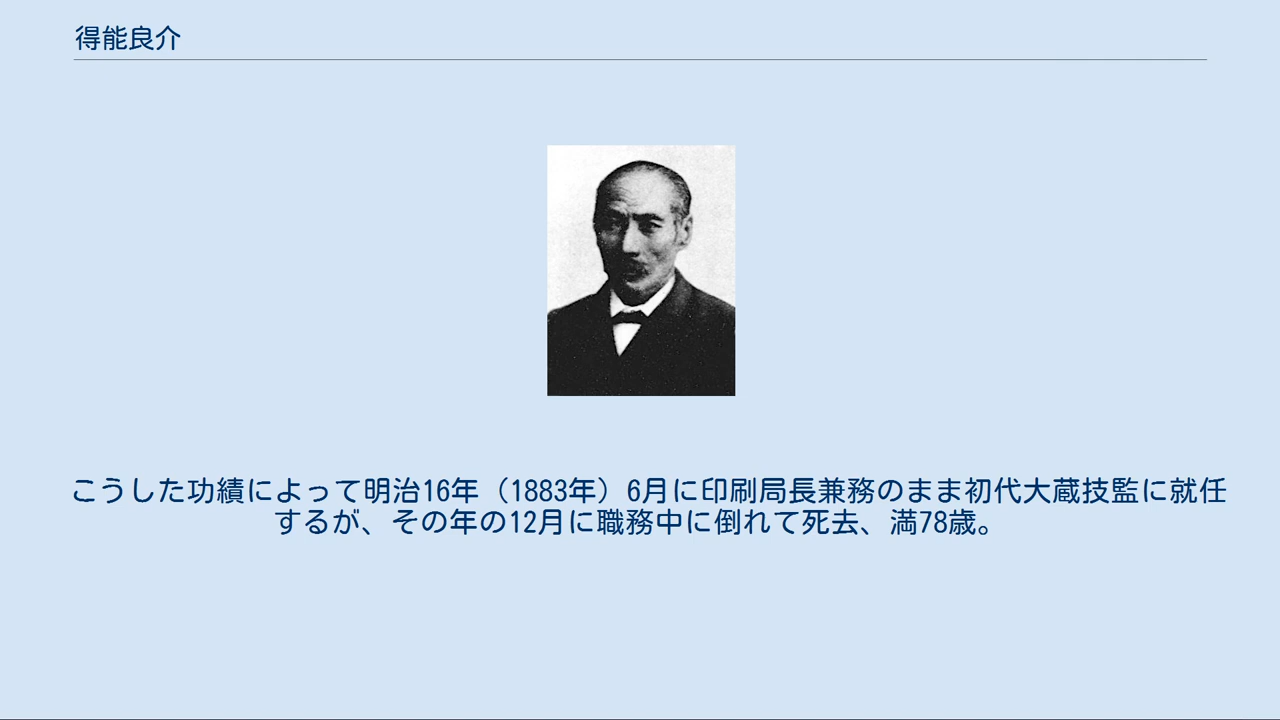 得能良介
こうした功績によって明治16年（1883年）6月に印刷局長兼務のまま初代大蔵技監に就任
するが、その年の12月に職務中に倒れて死去、満78歳。